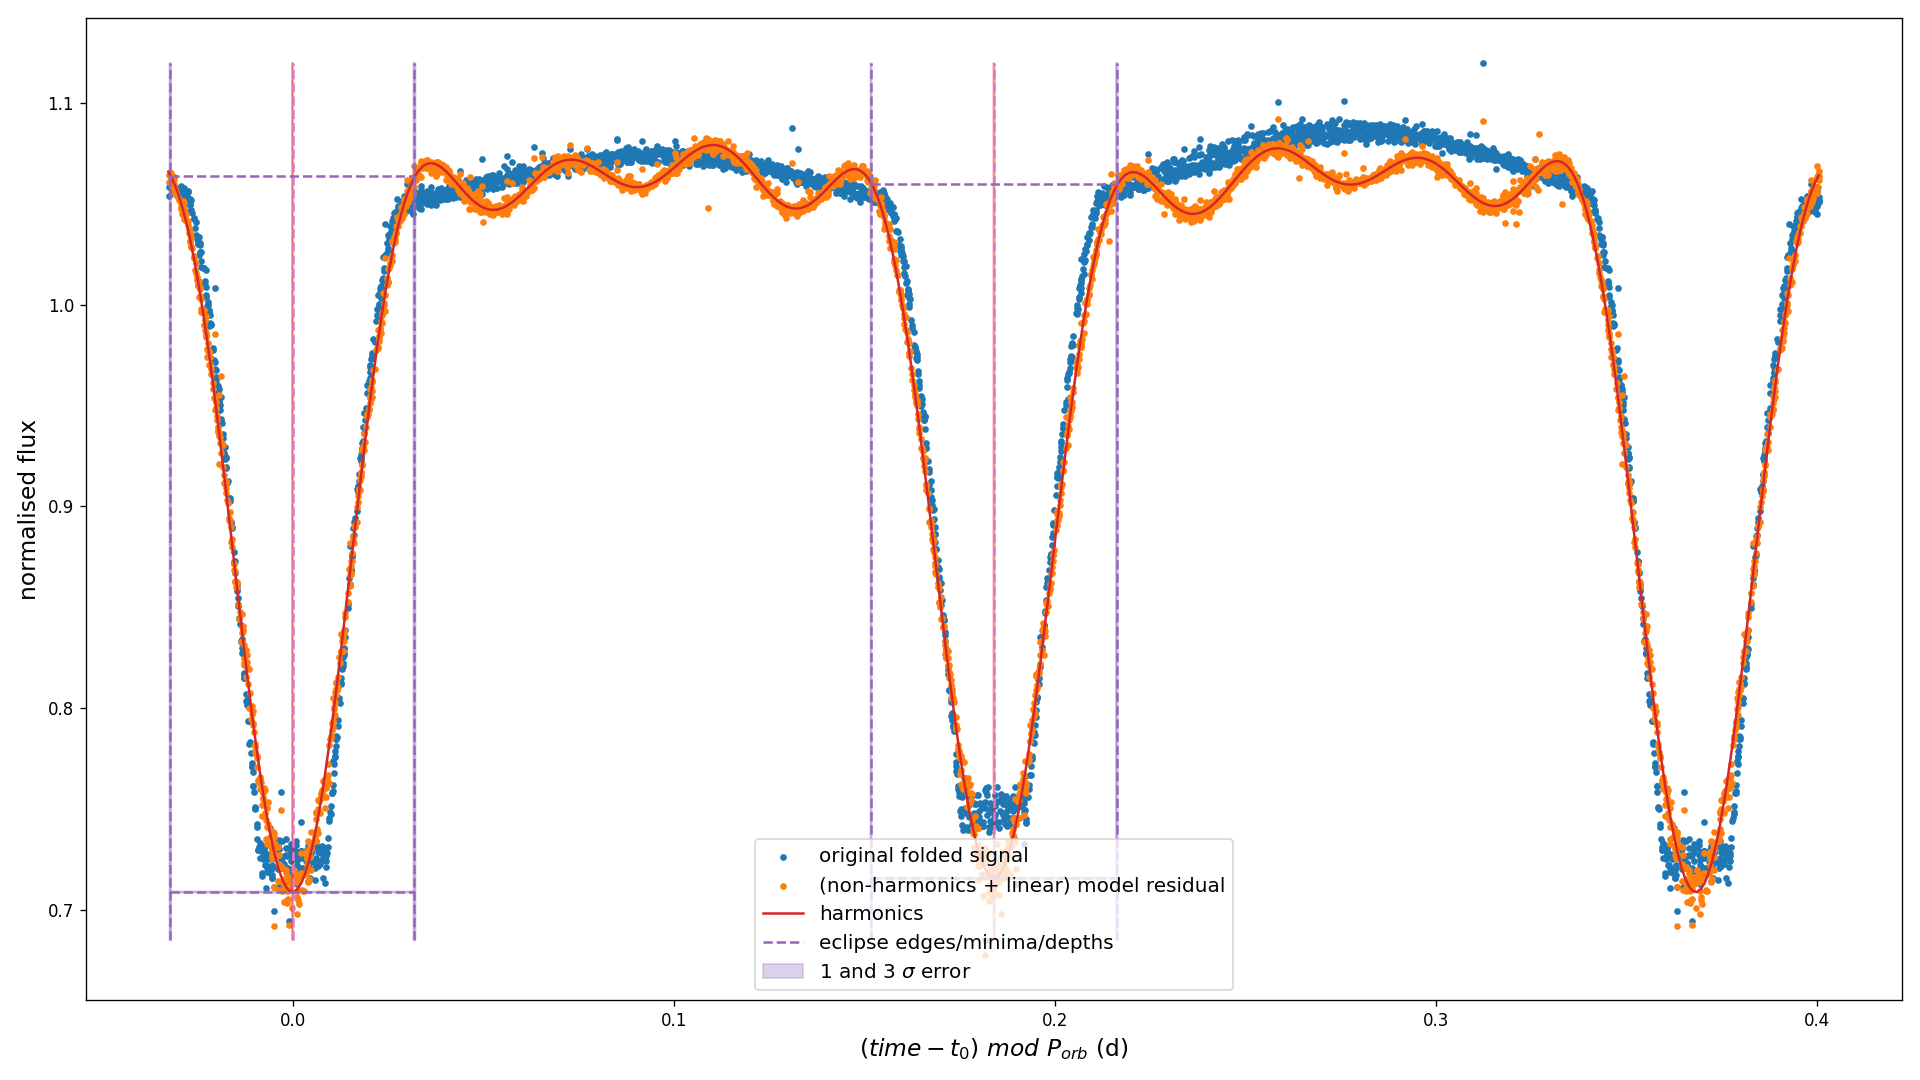 normalised flux
1.1
1.0
0.9
0.8
0.7
original folded signal
(non-harmonics + linear) model residual
harmonics
eclipse edges/minima/depths
1 and 3 σ error
0.0 0.1 0.2 0.3 0.4
(time − t₀) mod P_orb (d)